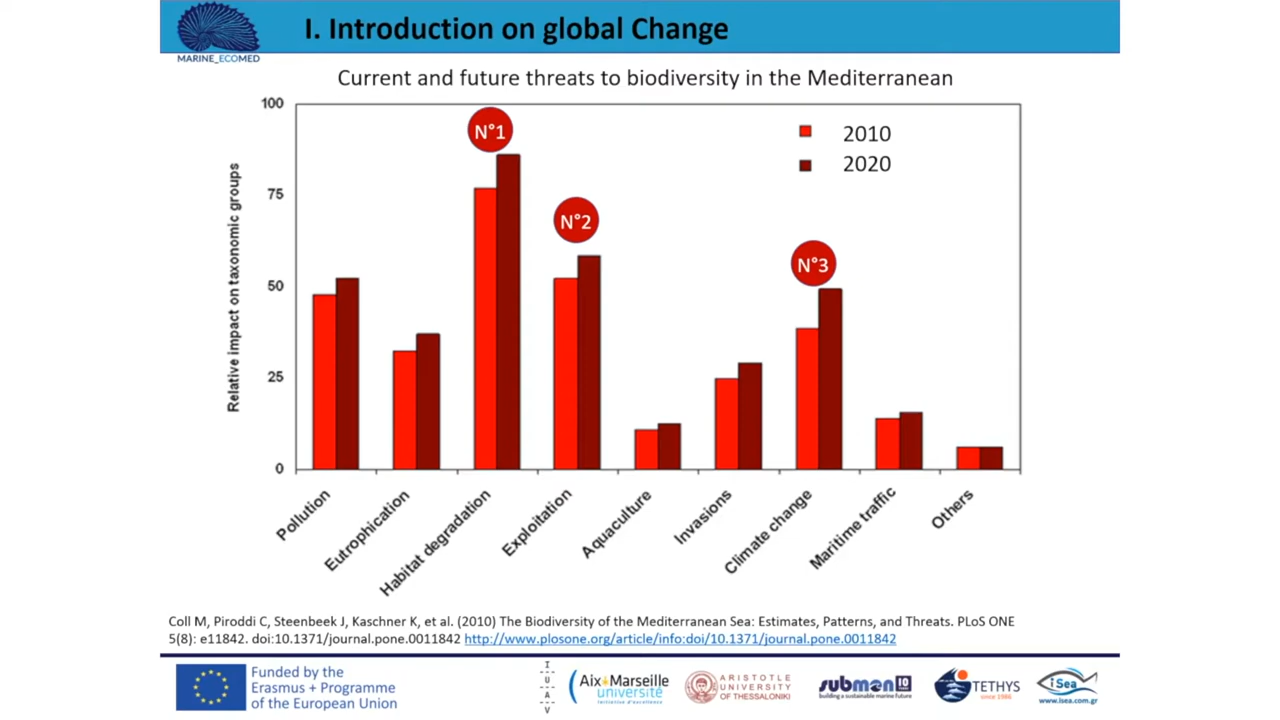 I. Introduction on global Change
MARINE_ECOMED
Current and future threats to biodiversity in the Mediterranean
Relative impact on taxonomic groups
100
75
50
25
0
N°1
N°2
N°3
2010
2020
Pollution
Eutrophication
Habitat degradation
Exploitation
Aquaculture
Invasions
Climate change
Maritime traffic
Others
Coll M, Piroddi C, Steenbeek J, Kaschner K, et al. (2010) The Biodiversity of the Mediterranean Sea: Estimates, Patterns, and Threats. PLoS ONE
5(8): e11842. doi:10.1371/journal.pone.0011842 http://www.plosone.org/article/info:doi/10.1371/journal.pone.0011842
Funded by the
Erasmus + Programme
of the European Union
I
U
A
V
Aix*Marseille
université
Initiative d'excellence
ARISTOTLE
UNIVERSITY
OF THESSALONIKI
submon 10
building a sustainable marine future
TETHYS
since 1986
iSea
www.isea.com.gr